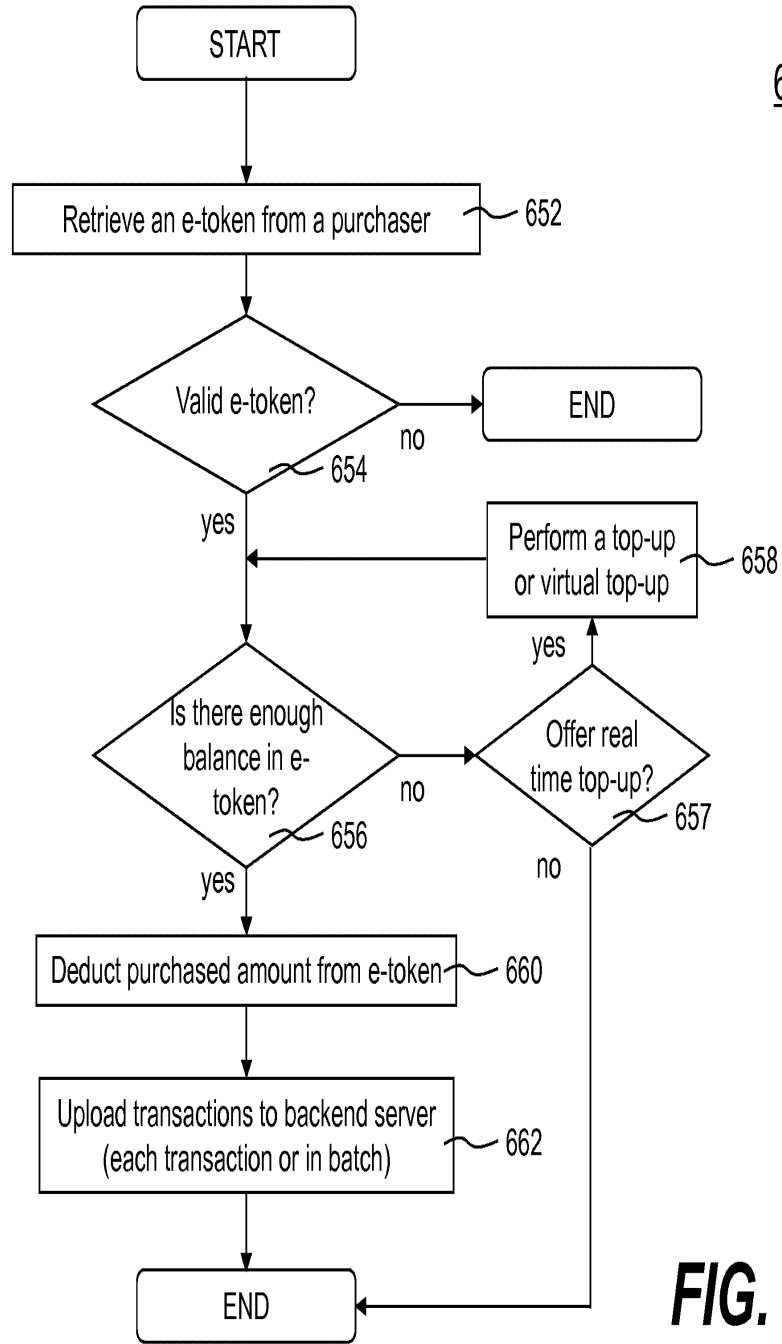 START
6
Retrieve an e-token from a purchaser
652
Valid e-token?
654
no
END
yes
Perform a top-up
or virtual top-up
658
yes
Is there enough
balance in e-
token?
656
no
Offer real
time top-up?
657
yes
no
Deduct purchased amount from e-token
660
Upload transactions to backend server
(each transaction or in batch)
662
END
FIG.